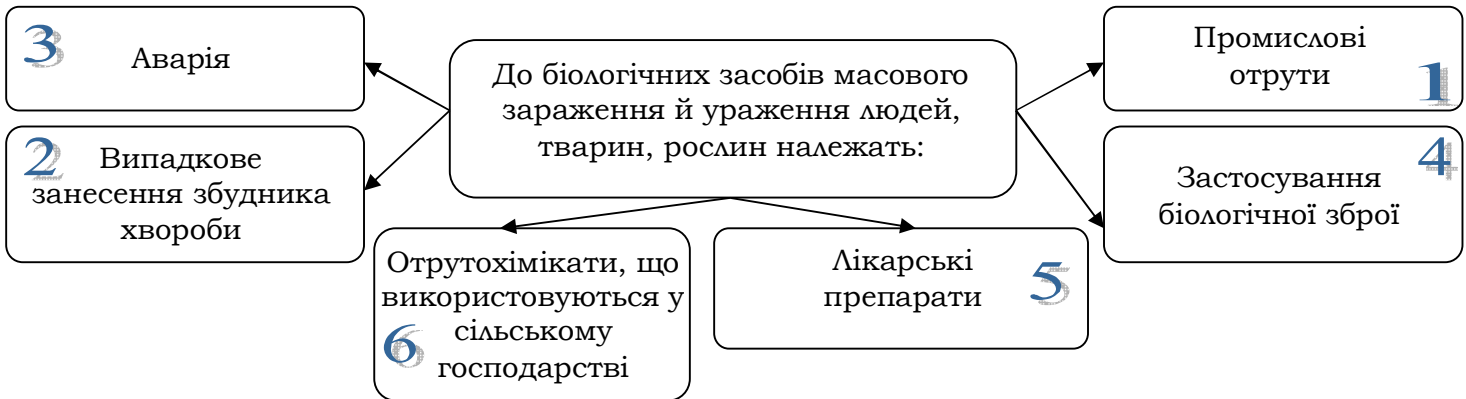 3
Аварія
До біологічних засобів масового
зараження й ураження людей,
тварин, рослин належать:
Промислові
отрути
1
2
Випадкове
занесення збудника
хвороби
4
Застосування
біологічної зброї
Отрутохімікати, що
використовуються у
сільському
господарстві
6
Лікарські
препарати
5